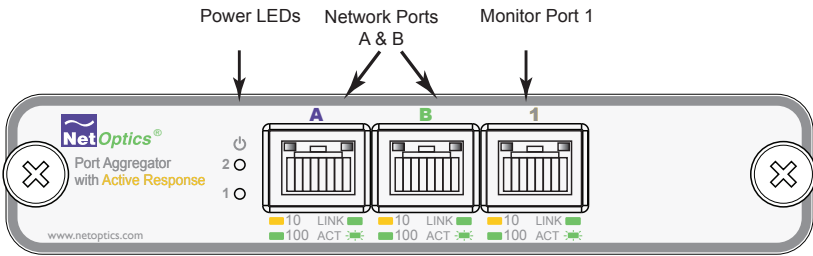 Power LEDs
Network Ports
A & B
Monitor Port 1
A
B
1
NetOptics®
Port Aggregator
with Active Response
2
1
10 LINK
100 ACT
10 LINK
100 ACT
10 LINK
100 ACT
www.netoptics.com